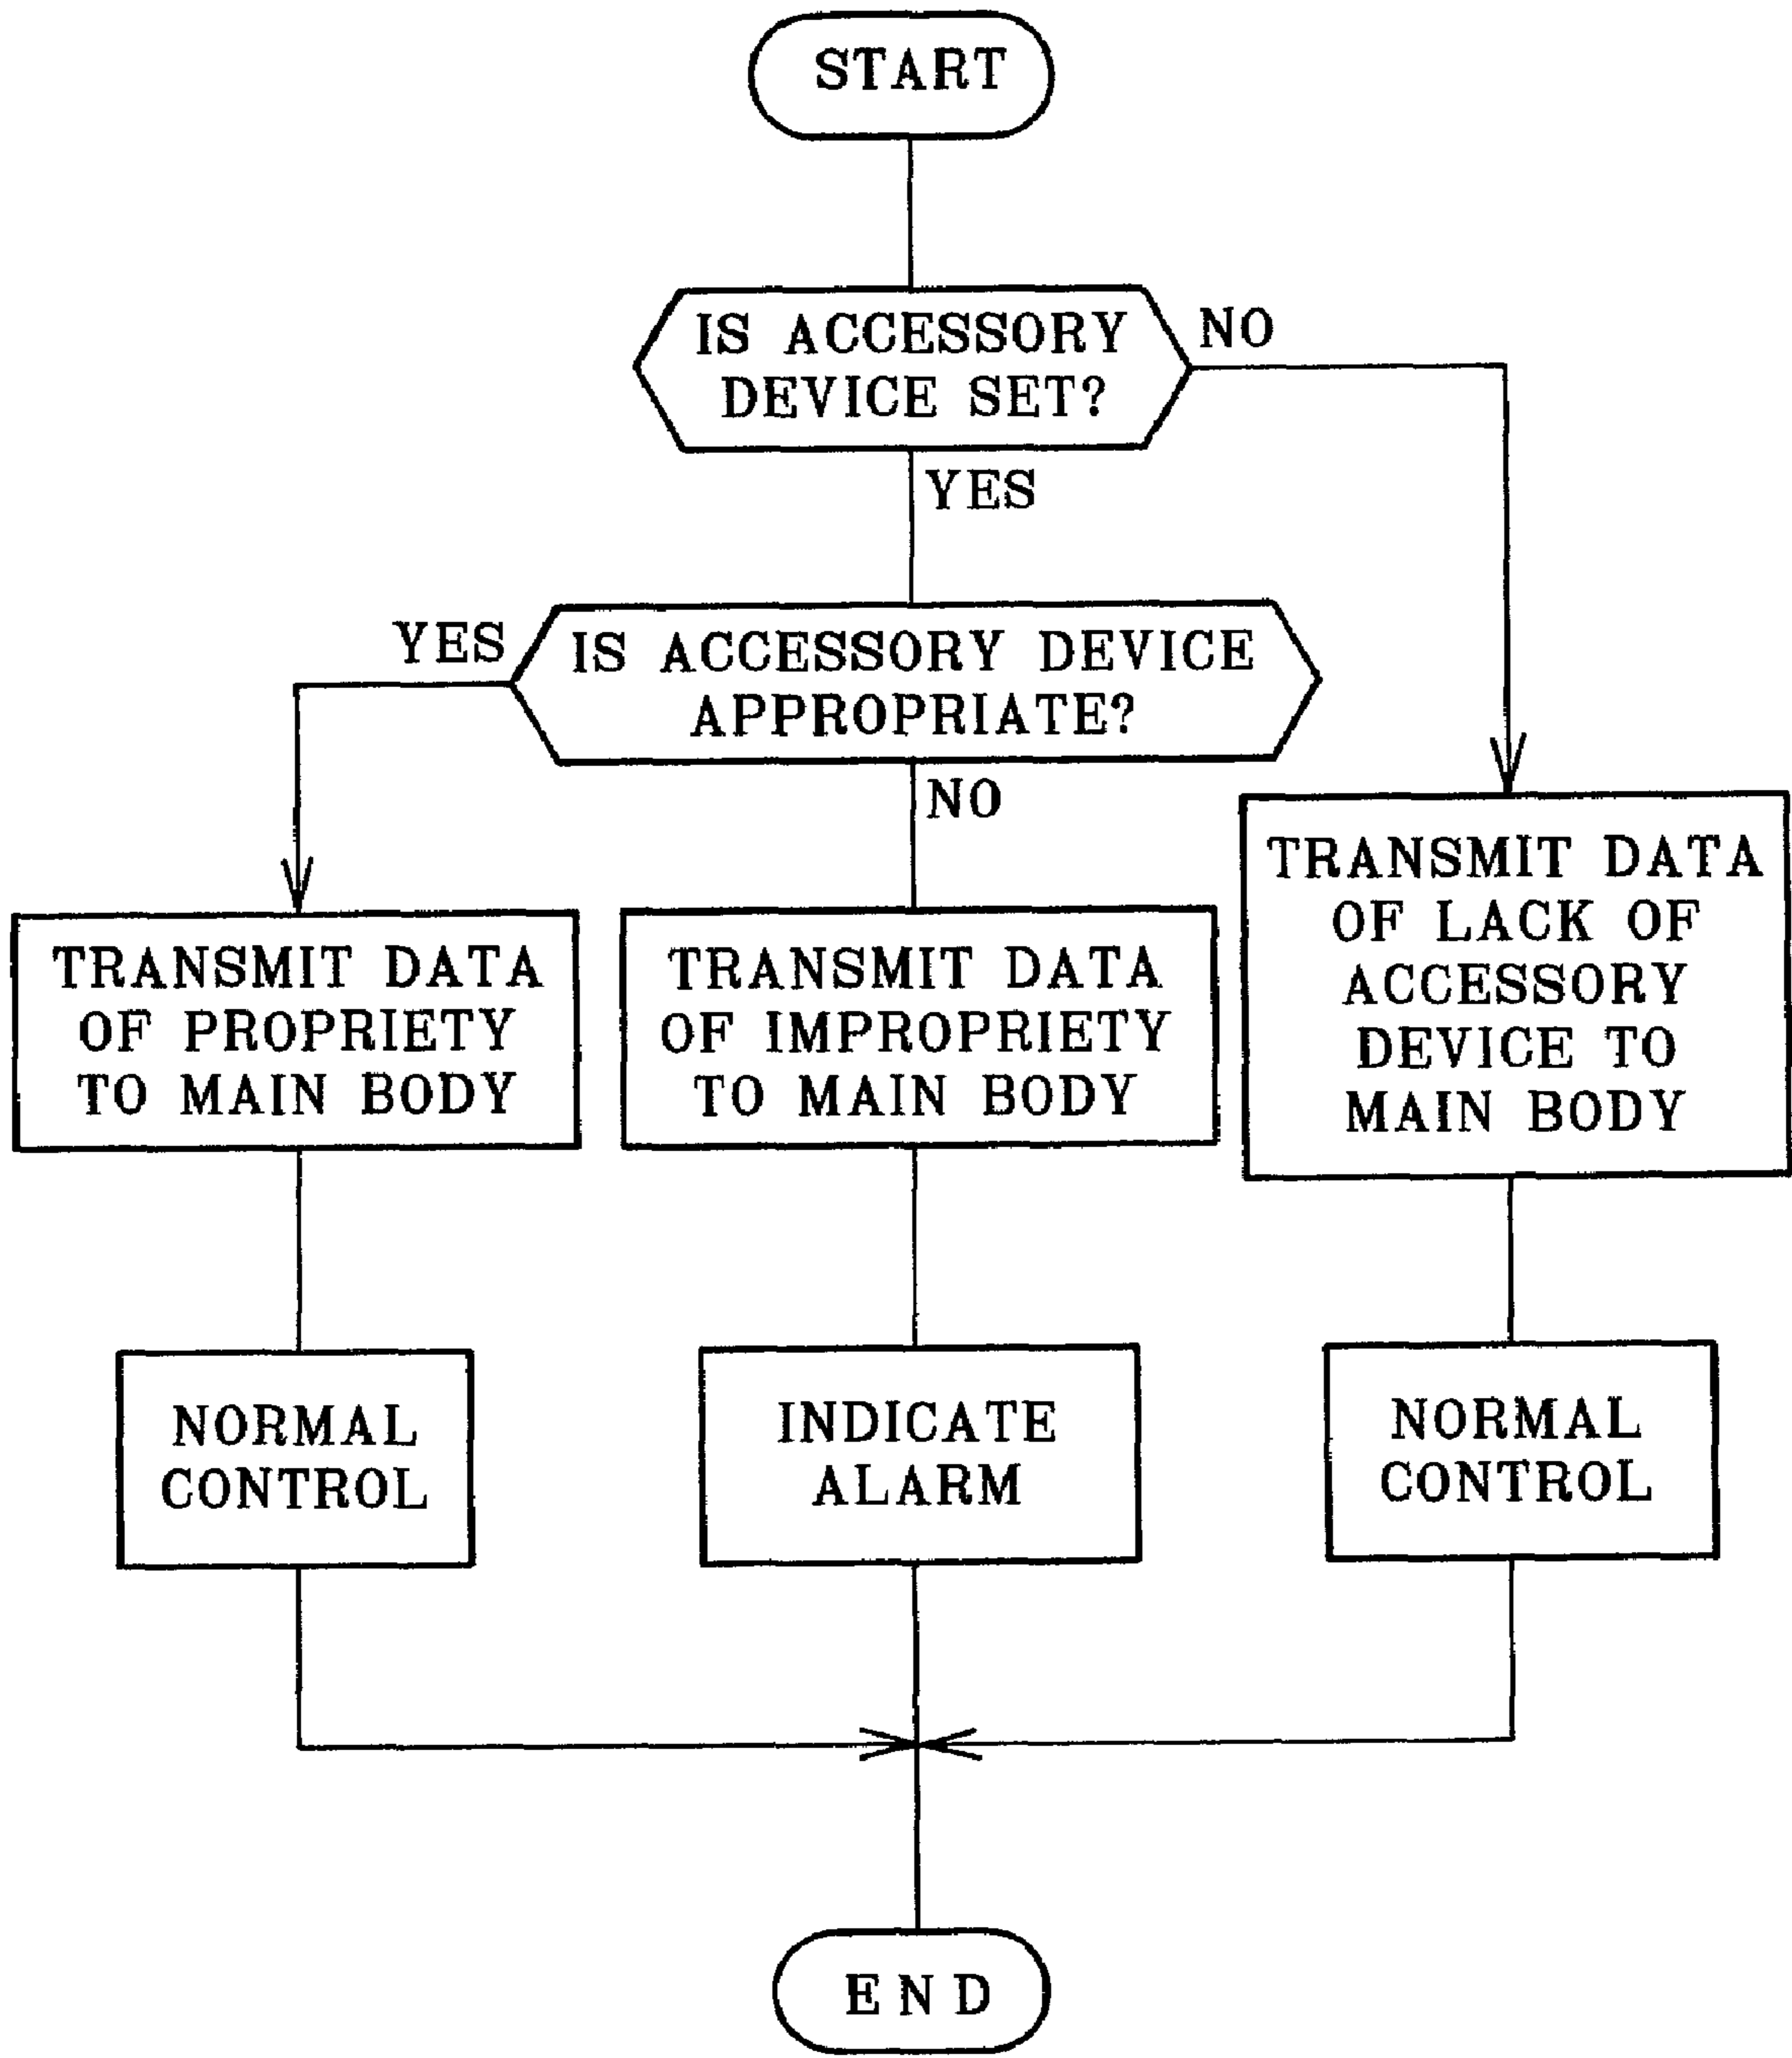 START
IS ACCESSORY
DEVICE SET?
NO
YES
YES
IS ACCESSORY DEVICE
APPROPRIATE?
NO
TRANSMIT DATA
OF PROPRIETY
TO MAIN BODY
TRANSMIT DATA
OF IMPROPRIETY
TO MAIN BODY
TRANSMIT DATA
OF LACK OF
ACCESSORY
DEVICE TO
MAIN BODY
NORMAL
CONTROL
INDICATE
ALARM
NORMAL
CONTROL
END